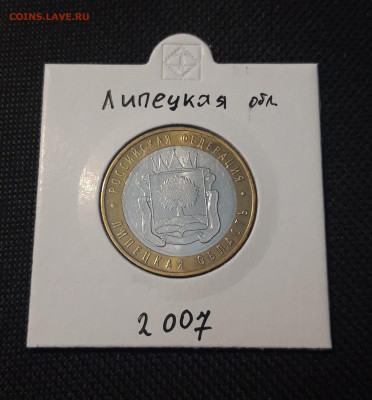 COINS.LAVE.RU
Липецкая обл
РОССИЙСКАЯ ФЕДЕРАЦИЯ
ЛИПЕЦКАЯ ОБЛАСТЬ
2007